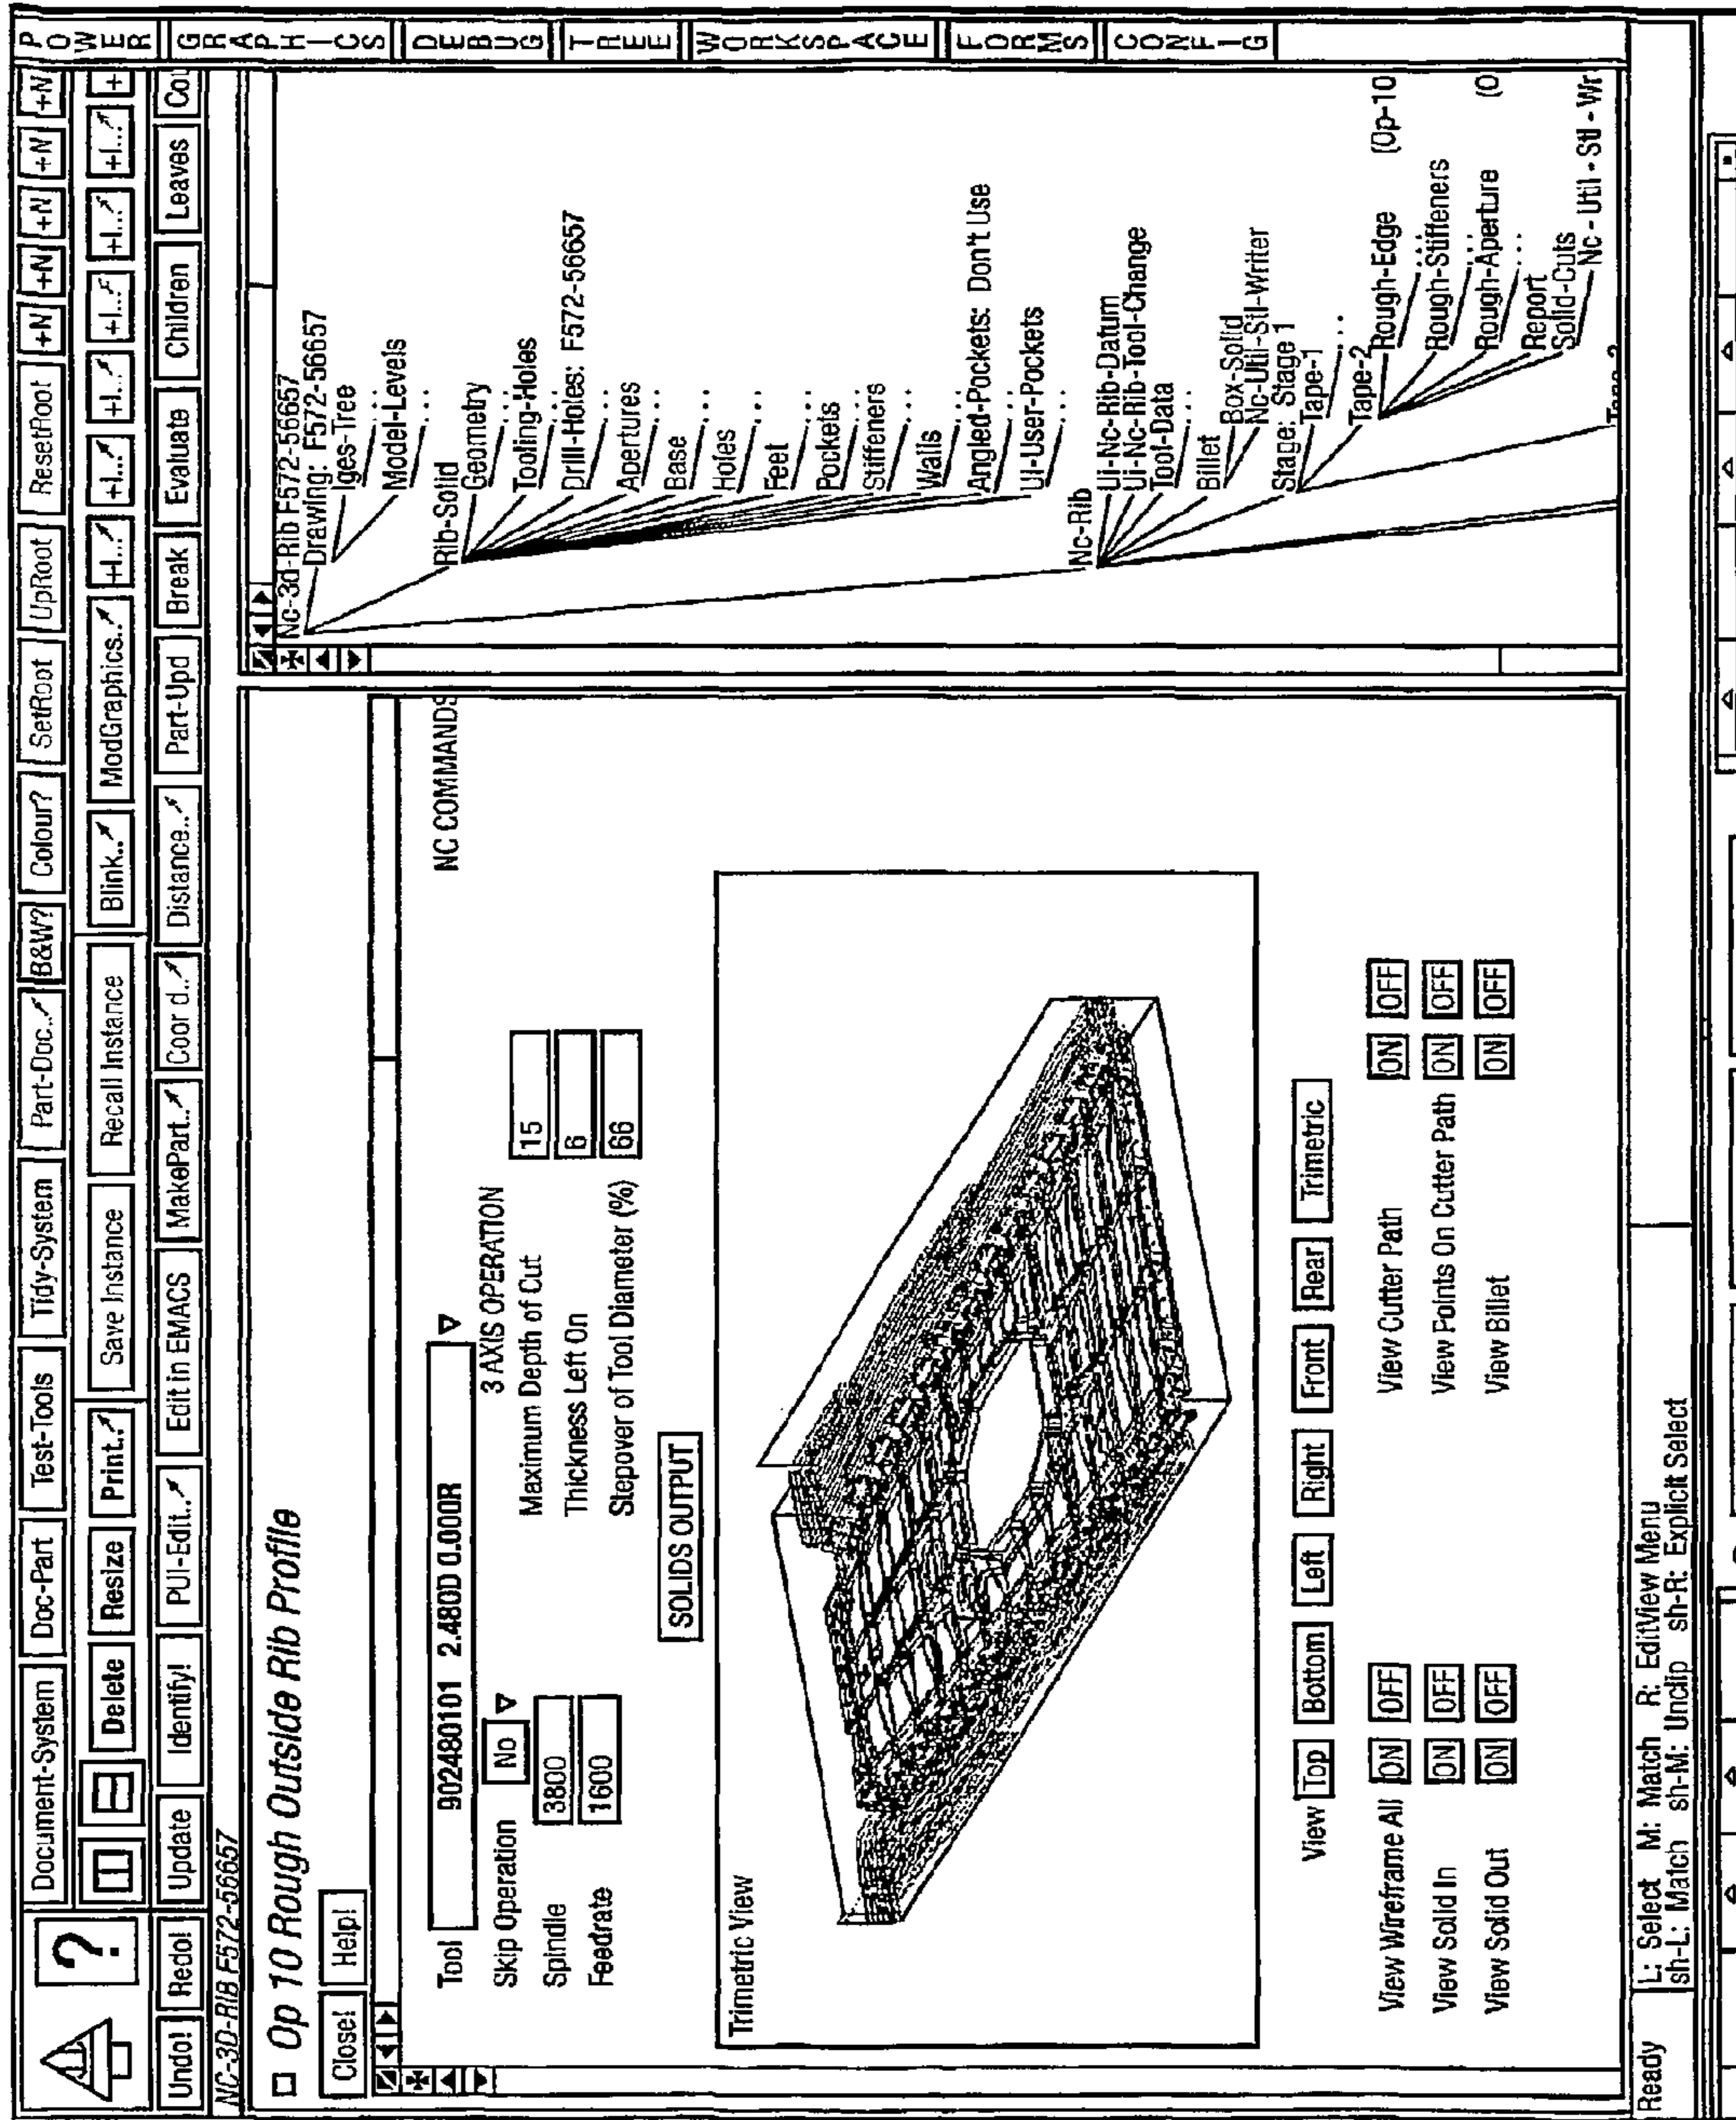 ? Document-System Doc-Part Test-Tools Tidy-System Part-Doc.. B&W? Colour? SetRoot UpRoot ResetRoot +N +N +N +N
Delete Resize Print.. Save Instance Recall Instance Blink.. ModGraphics.. +I.. +I.. +I.. +I.. +I.. +I.. +
Undo! Redo! Update Identify! PUI-Edit.. Edit in EMACS MakePart.. Coor d.. Distance.. Part-Upd Break Evaluate Children Leaves Cou
POWER
GRAPHICS
DEBUG
TREE
WORKSPACE
FORMS
CONFIG
NC-3D-RIB F572-56657
Op 10 Rough Outside Rib Profile
Close! Help!
NC COMMANDS
Tool 902480101 2.480D 0.000R
Skip Operation No
3 AXIS OPERATION
Spindle 3800
Maximum Depth of Cut 15
Feedrate 1600
Thickness Left On 6
Stepover of Tool Diameter (%) 66
SOLIDS OUTPUT
Trimetric View
View Top Bottom Left Right Front Rear Trimetric
View Wireframe All ON OFF View Cutter Path ON OFF
View Solid In ON OFF View Points On Cutter Path ON OFF
View Solid Out ON OFF View Billet ON OFF
Nc-3d-Rib F572-56657
Drawing: F572-56657
Iges-Tree
...
Model-Levels
...
Rib-Solid
Geometry
...
Tooling-Holes
...
Drill-Holes: F572-56657
...
Apertures
...
Base
...
Holes
...
Feet
...
Pockets
...
Stiffeners
...
Walls
...
Angled-Pockets: Don't Use
...
Ui-User-Pockets
...
Nc-Rib
Ui-Nc-Rib-Datum
Ui-Nc-Rib-Tool-Change
Tool-Data
...
Billet
Box-Solid
Nc-Util-Stl-Writer
Stage: Stage 1
Tape-1
...
Tape-2
Rough-Edge (Op-10
...
Rough-Stiffeners
...
Rough-Aperture (O
...
Report
Solid-Cuts
Nc - Util - Stl - Wr
Ready L: Select M: Match R: EditView Menu
sh-L: Match sh-M: Unclip sh-R: Explicit Select